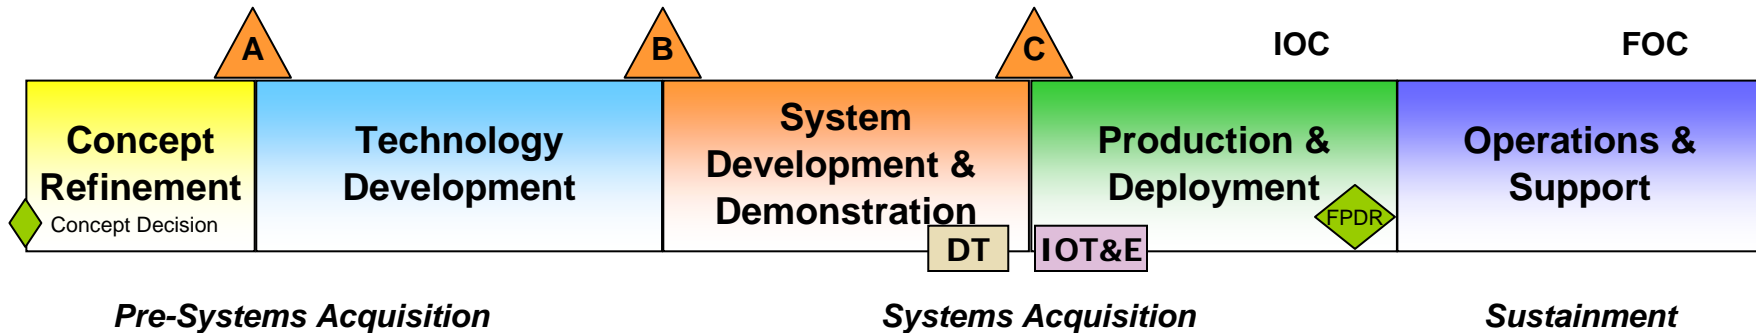 A
B
C
IOC
FOC
Concept
Refinement
Concept Decision
Technology
Development
System
Development &
Demonstration
DT
Production &
Deployment
FPDR
IOT&E
Operations &
Support
Pre-Systems Acquisition
Systems Acquisition
Sustainment